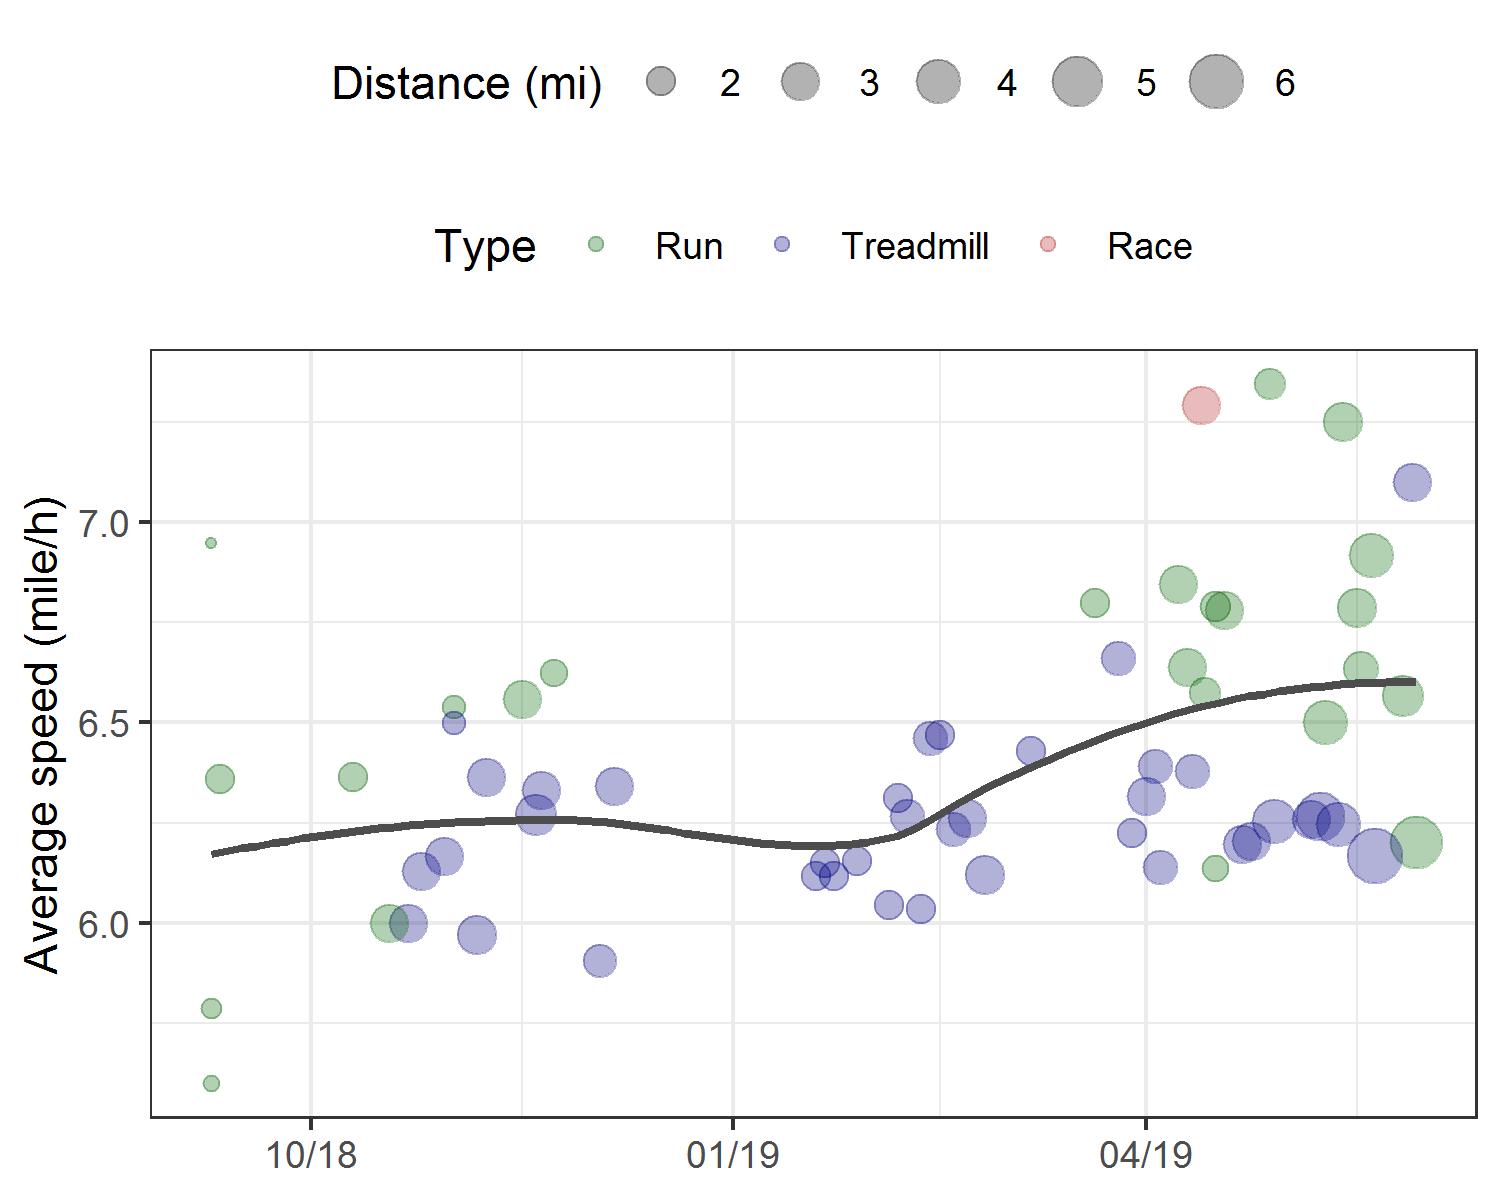 Distance (mi) 2 3 4 5 6
Type Run Treadmill Race
Average speed (mile/h)
7.0
6.5
6.0
10/18 01/19 04/19